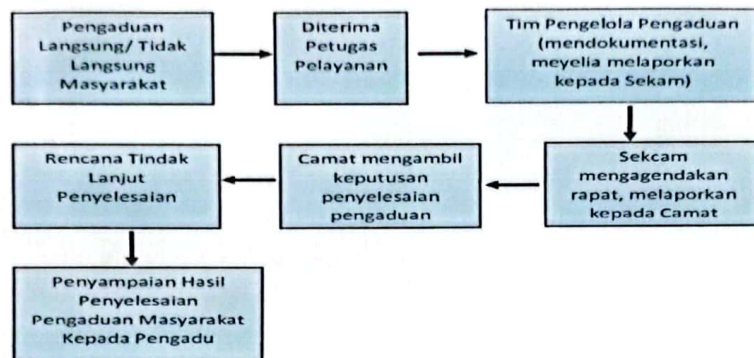 Pengaduan
Langsung/ Tidak
Langsung
Masyarakat
Diterima
Petugas
Pelayanan
Tim Pengelola Pengaduan
(mendokumentasi,
meyelia melaporkan
kepada Sekam)
Sekcam
mengagendakan
rapat, melaporkan
kepada Camat
Camat mengambil
keputusan
penyelesaian
pengaduan
Rencana Tindak
Lanjut
Penyelesaian
Penyampaian Hasil
Penyelesaian
Pengaduan Masyarakat
Kepada Pengadu